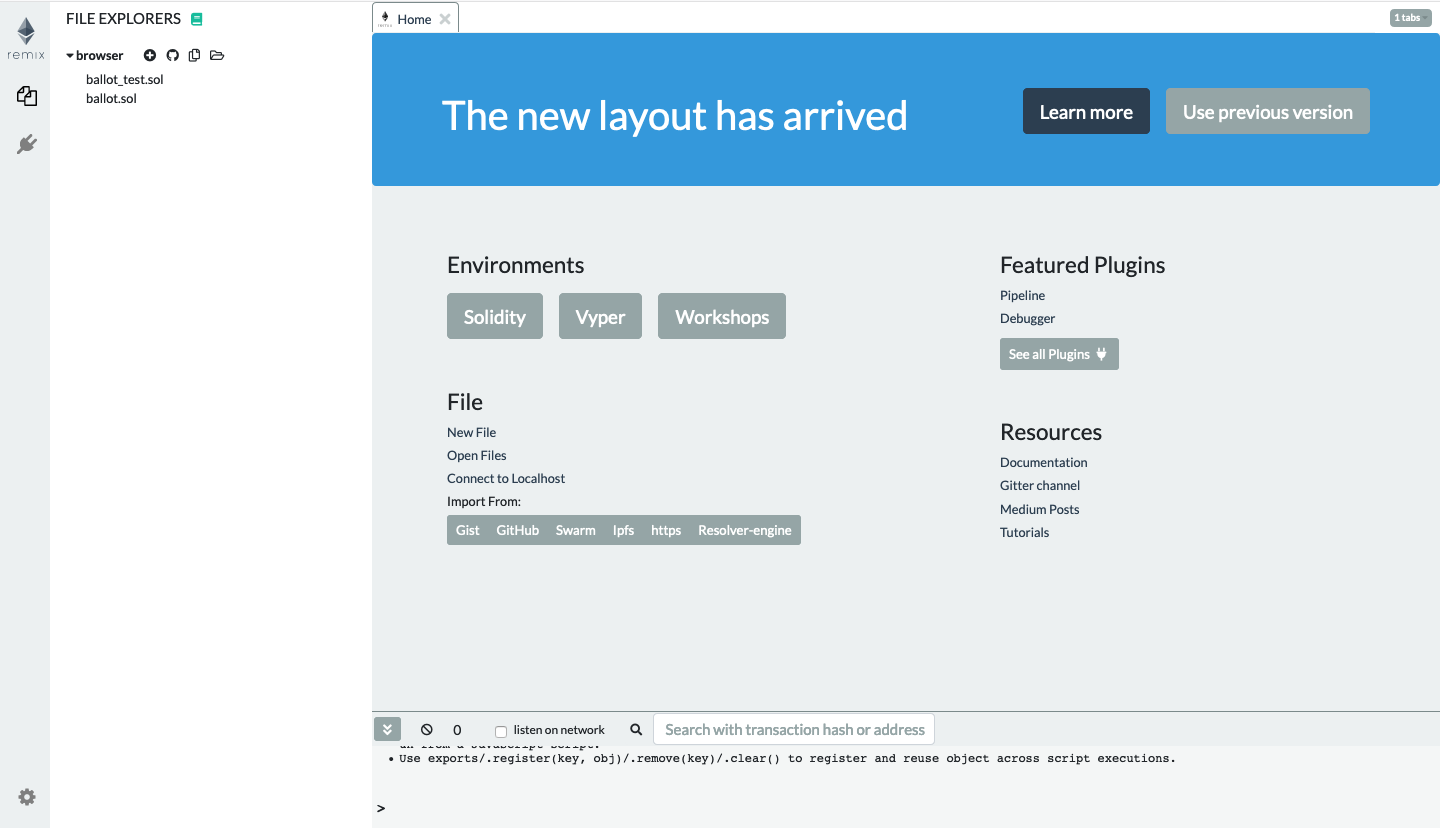 remix
FILE EXPLORERS
browser
ballot_test.sol
ballot.sol
Home
1 tabs
The new layout has arrived
Learn more
Use previous version
Environments
Solidity
Vyper
Workshops
File
New File
Open Files
Connect to Localhost
Import From:
Gist GitHub Swarm Ipfs https Resolver-engine
Featured Plugins
Pipeline
Debugger
See all Plugins
Resources
Documentation
Gitter channel
Medium Posts
Tutorials
0
listen on network
Search with transaction hash or address
• Use exports/.register(key, obj)/.remove(key)/.clear() to register and reuse object across script executions.
>